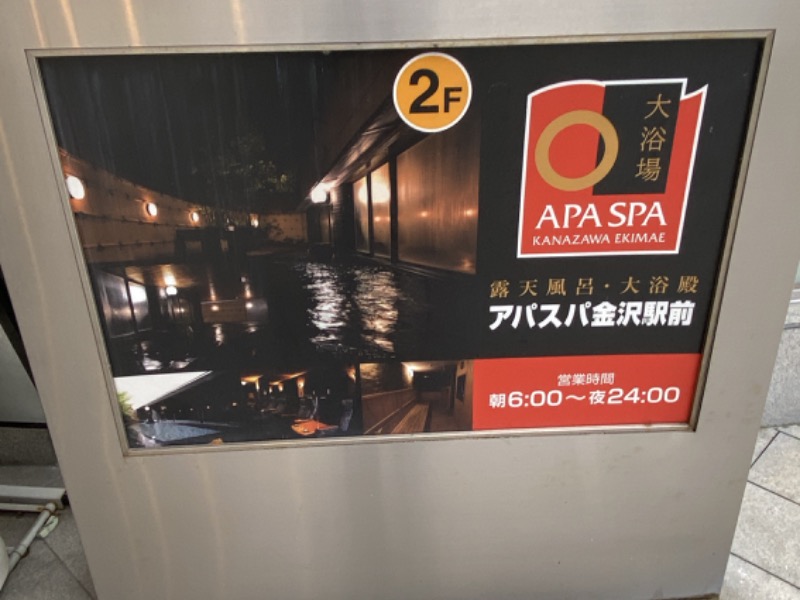 2F
大浴場
APA SPA
KANAZAWA EKIMAE
露天風呂・大浴殿
アパスパ金沢駅前
営業時間
朝6:00～夜24:00